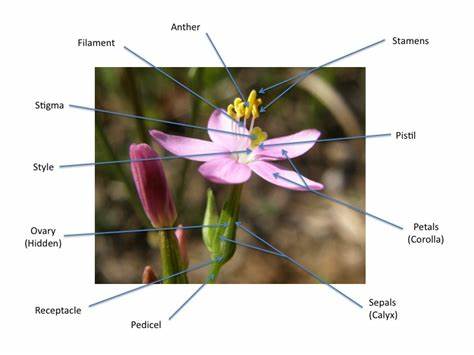 Anther
Filament
Stamens
Stigma
Pistil
Style
Ovary
(Hidden)
Petals
(Corolla)
Receptacle
Pedicel
Sepals
(Calyx)